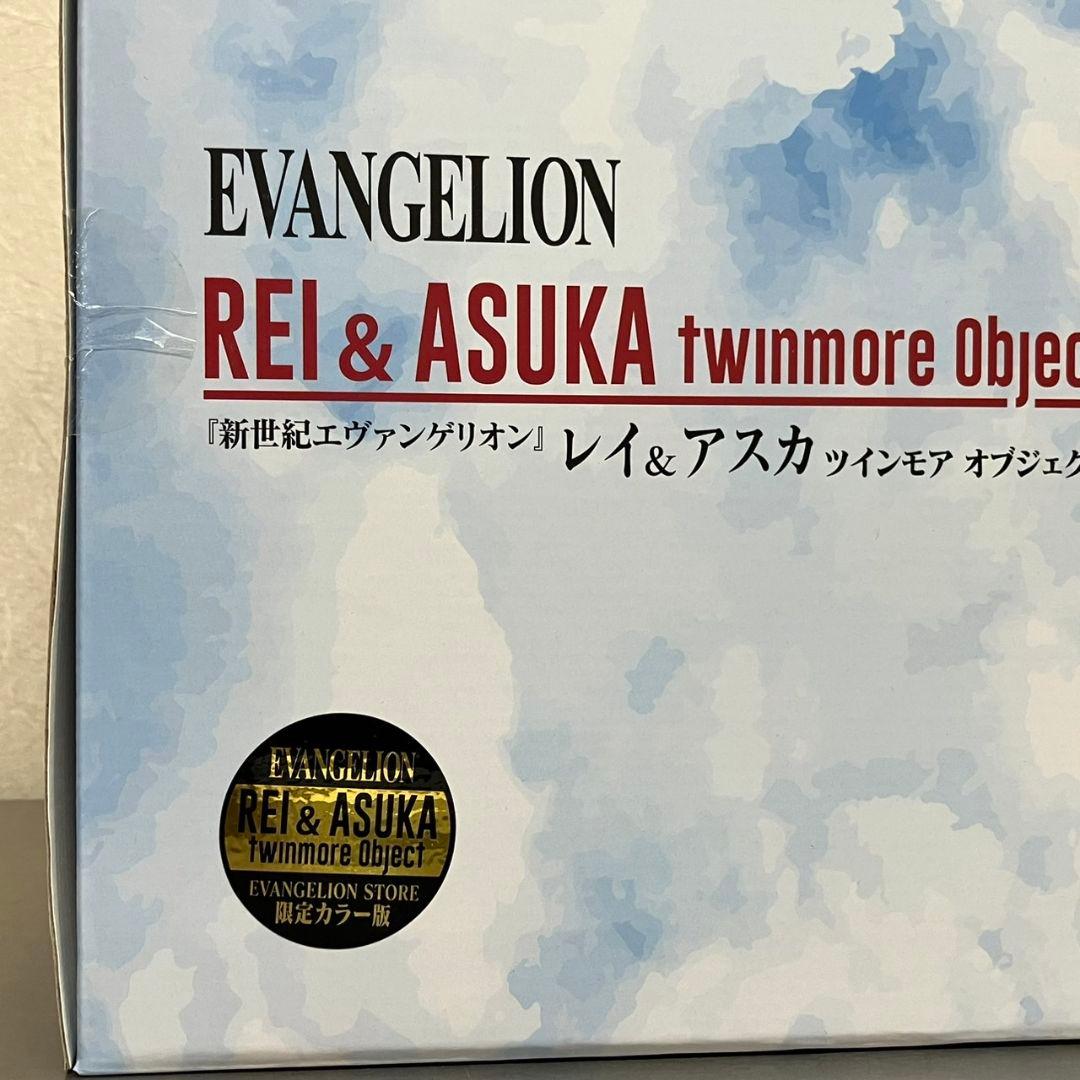 EVANGELION
REI & ASUKA twinmore Objec
『新世紀エヴァンゲリオン』 レイ&アスカ ツインモア オブジェク
EVANGELION
REI & ASUKA
twinmore Object
EVANGELION STORE
限定カラー版